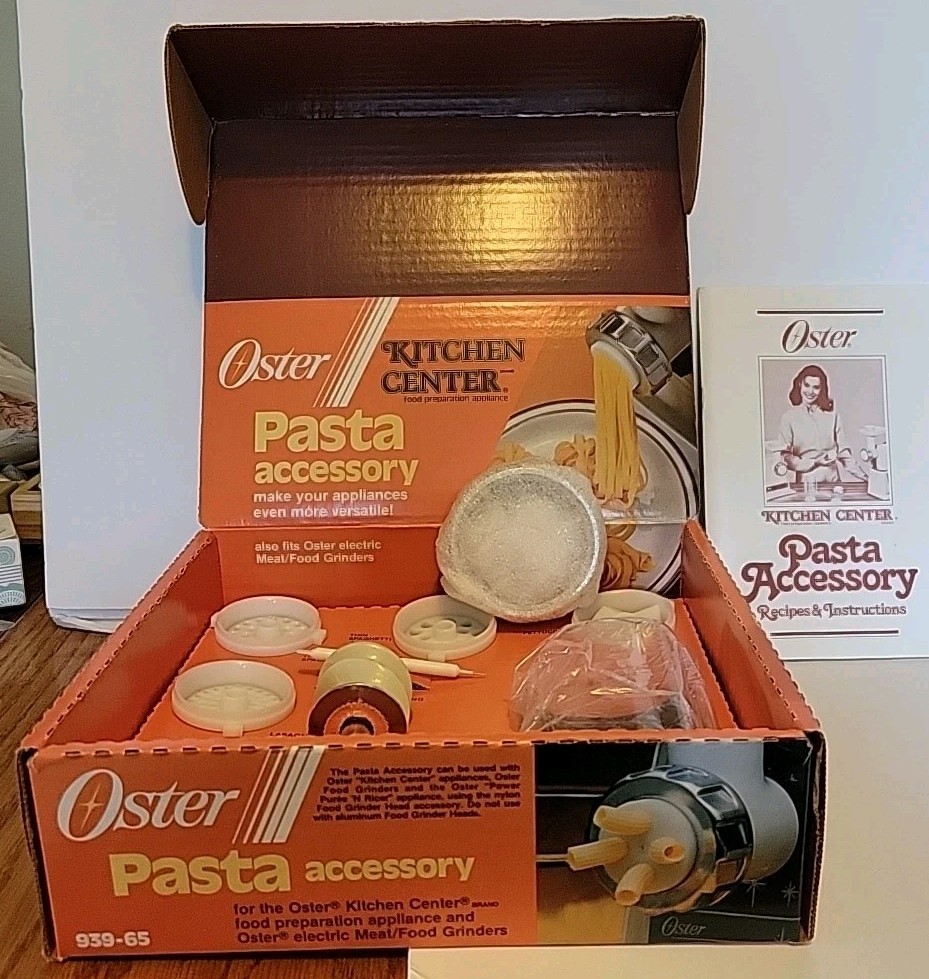 Oster
KITCHEN
CENTER™
food preparation appliance
Pasta
accessory
make your appliances
even more versatile!
also fits Oster electric
Meat/Food Grinders
Oster®
KITCHEN CENTER®
Pasta
Accessory
Recipes & Instructions
THIN
SPAGHETTI
Oster
The Pasta Accessory can be used with
Oster "Kitchen Center" appliances, Oster
Food Grinders and the Oster "Power
Purée 'N Ricer" appliance, using the nylon
Food Grinder Head accessory. Do not use
with aluminum Food Grinder Heads.
Pasta accessory
for the Oster® Kitchen Center® BRAND
food preparation appliance and
Oster® electric Meat/Food Grinders
939-65
Oster